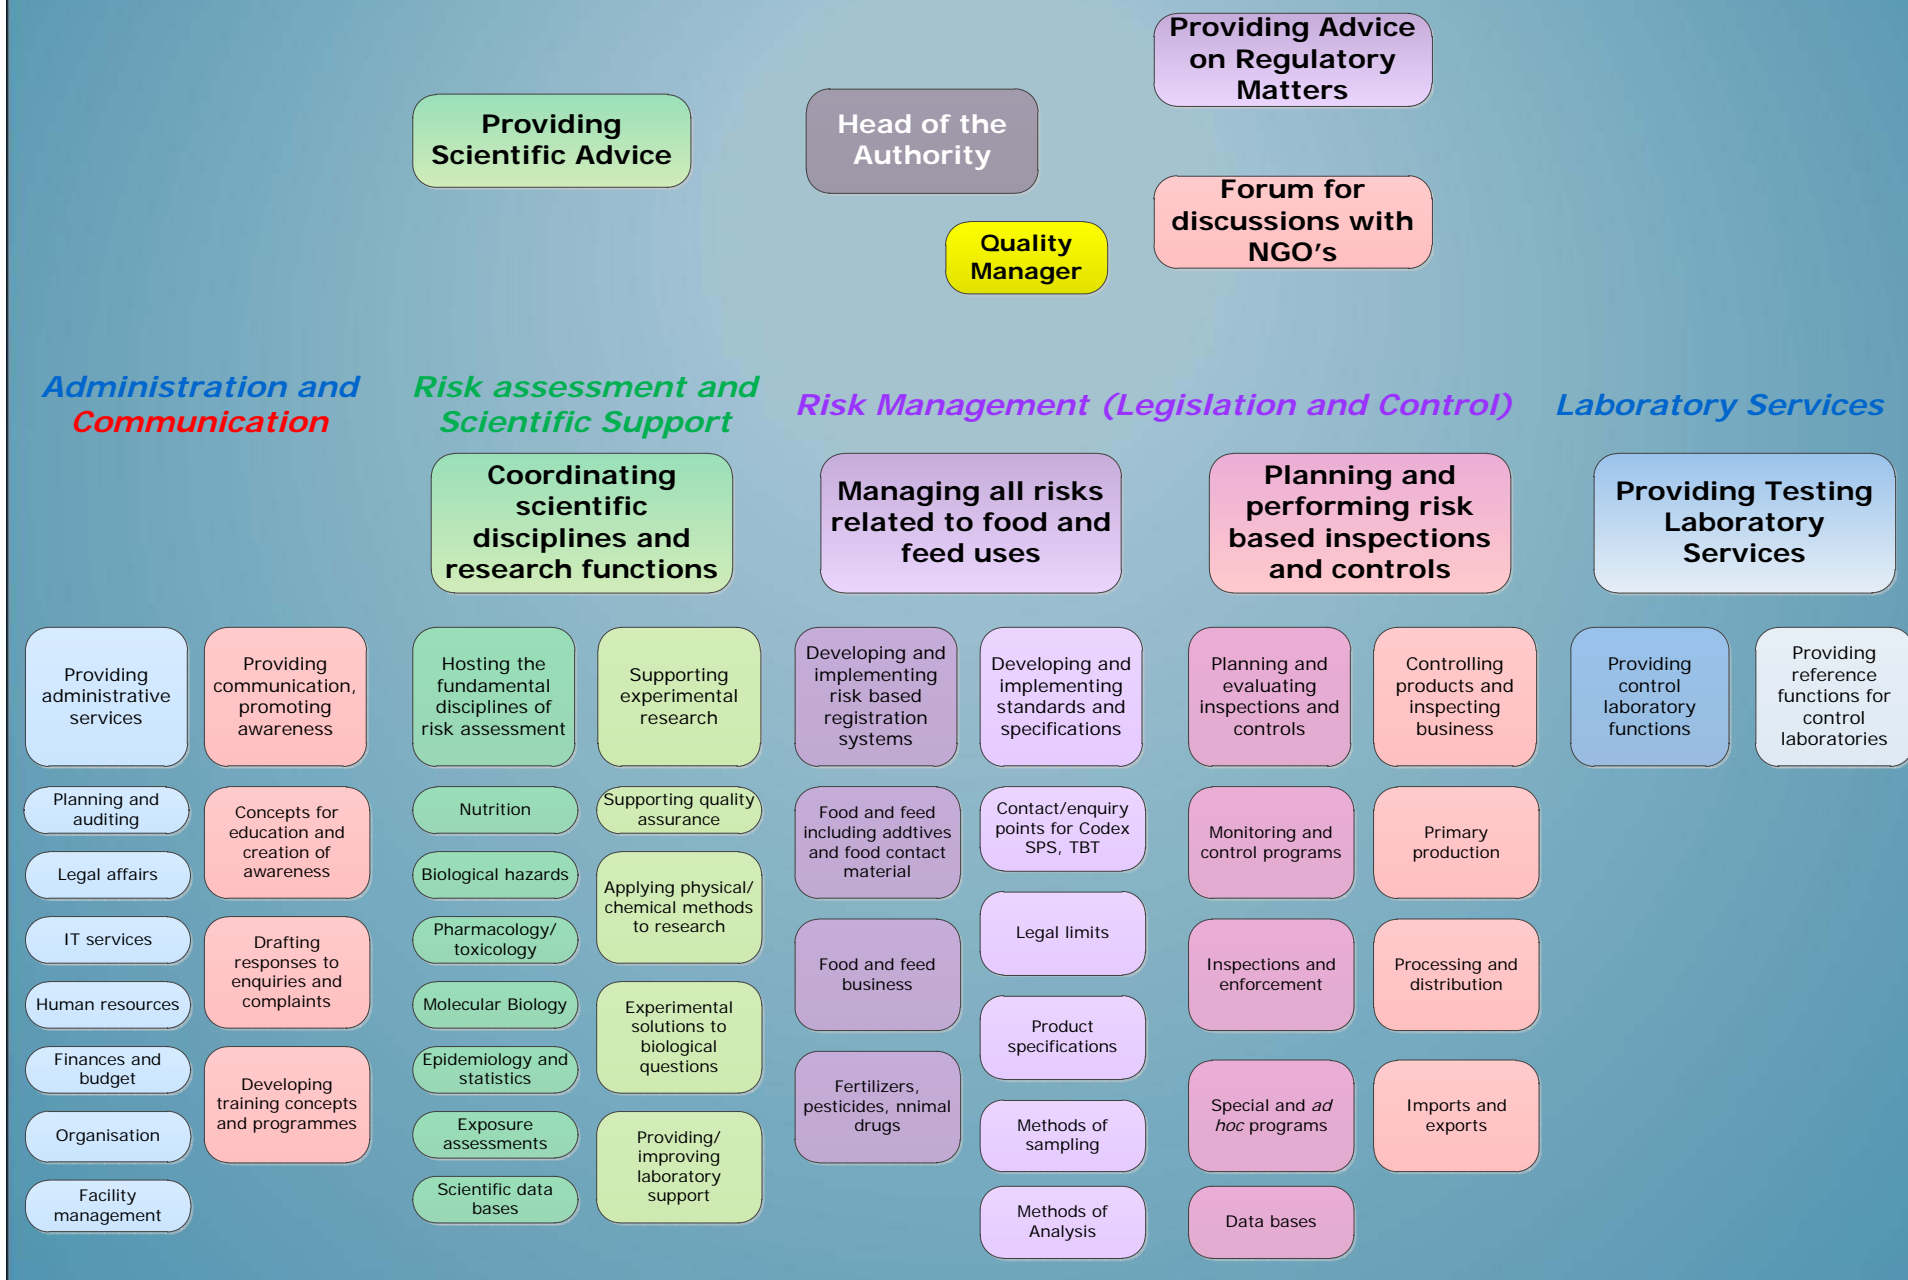 Providing Advice
on Regulatory
Matters
Providing
Scientific Advice
Head of the
Authority
Forum for
discussions with
NGO's
Quality
Manager
Administration and
Communication
Risk assessment and
Scientific Support
Risk Management (Legislation and Control)
Laboratory Services
Coordinating
scientific
disciplines and
research functions
Managing all risks
related to food and
feed uses
Planning and
performing risk
based inspections
and controls
Providing Testing
Laboratory
Services
Providing
administrative
services
Planning and
auditing
Legal affairs
IT services
Human resources
Finances and
budget
Organisation
Facility
management
Providing
communication,
promoting
awareness
Concepts for
education and
creation of
awareness
Drafting
responses to
enquiries and
complaints
Developing
training concepts
and programmes
Hosting the
fundamental
disciplines of
risk assessment
Nutrition
Biological hazards
Pharmacology/
toxicology
Molecular Biology
Epidemiology and
statistics
Exposure
assessments
Scientific data
bases
Supporting
experimental
research
Supporting quality
assurance
Applying physical/
chemical methods
to research
Experimental
solutions to
biological
questions
Providing/
improving
laboratory
support
Developing and
implementing
risk based
registration
systems
Food and feed
including addtives
and food contact
material
Food and feed
business
Fertilizers,
pesticides, nnimal
drugs
Developing and
implementing
standards and
specifications
Contact/enquiry
points for Codex
SPS, TBT
Legal limits
Product
specifications
Methods of
sampling
Methods of
Analysis
Planning and
evaluating
inspections and
controls
Monitoring and
control programs
Inspections and
enforcement
Special and ad
hoc programs
Data bases
Controlling
products and
inspecting
business
Primary
production
Processing and
distribution
Imports and
exports
Providing
control
laboratory
functions
Providing
reference
functions for
control
laboratories